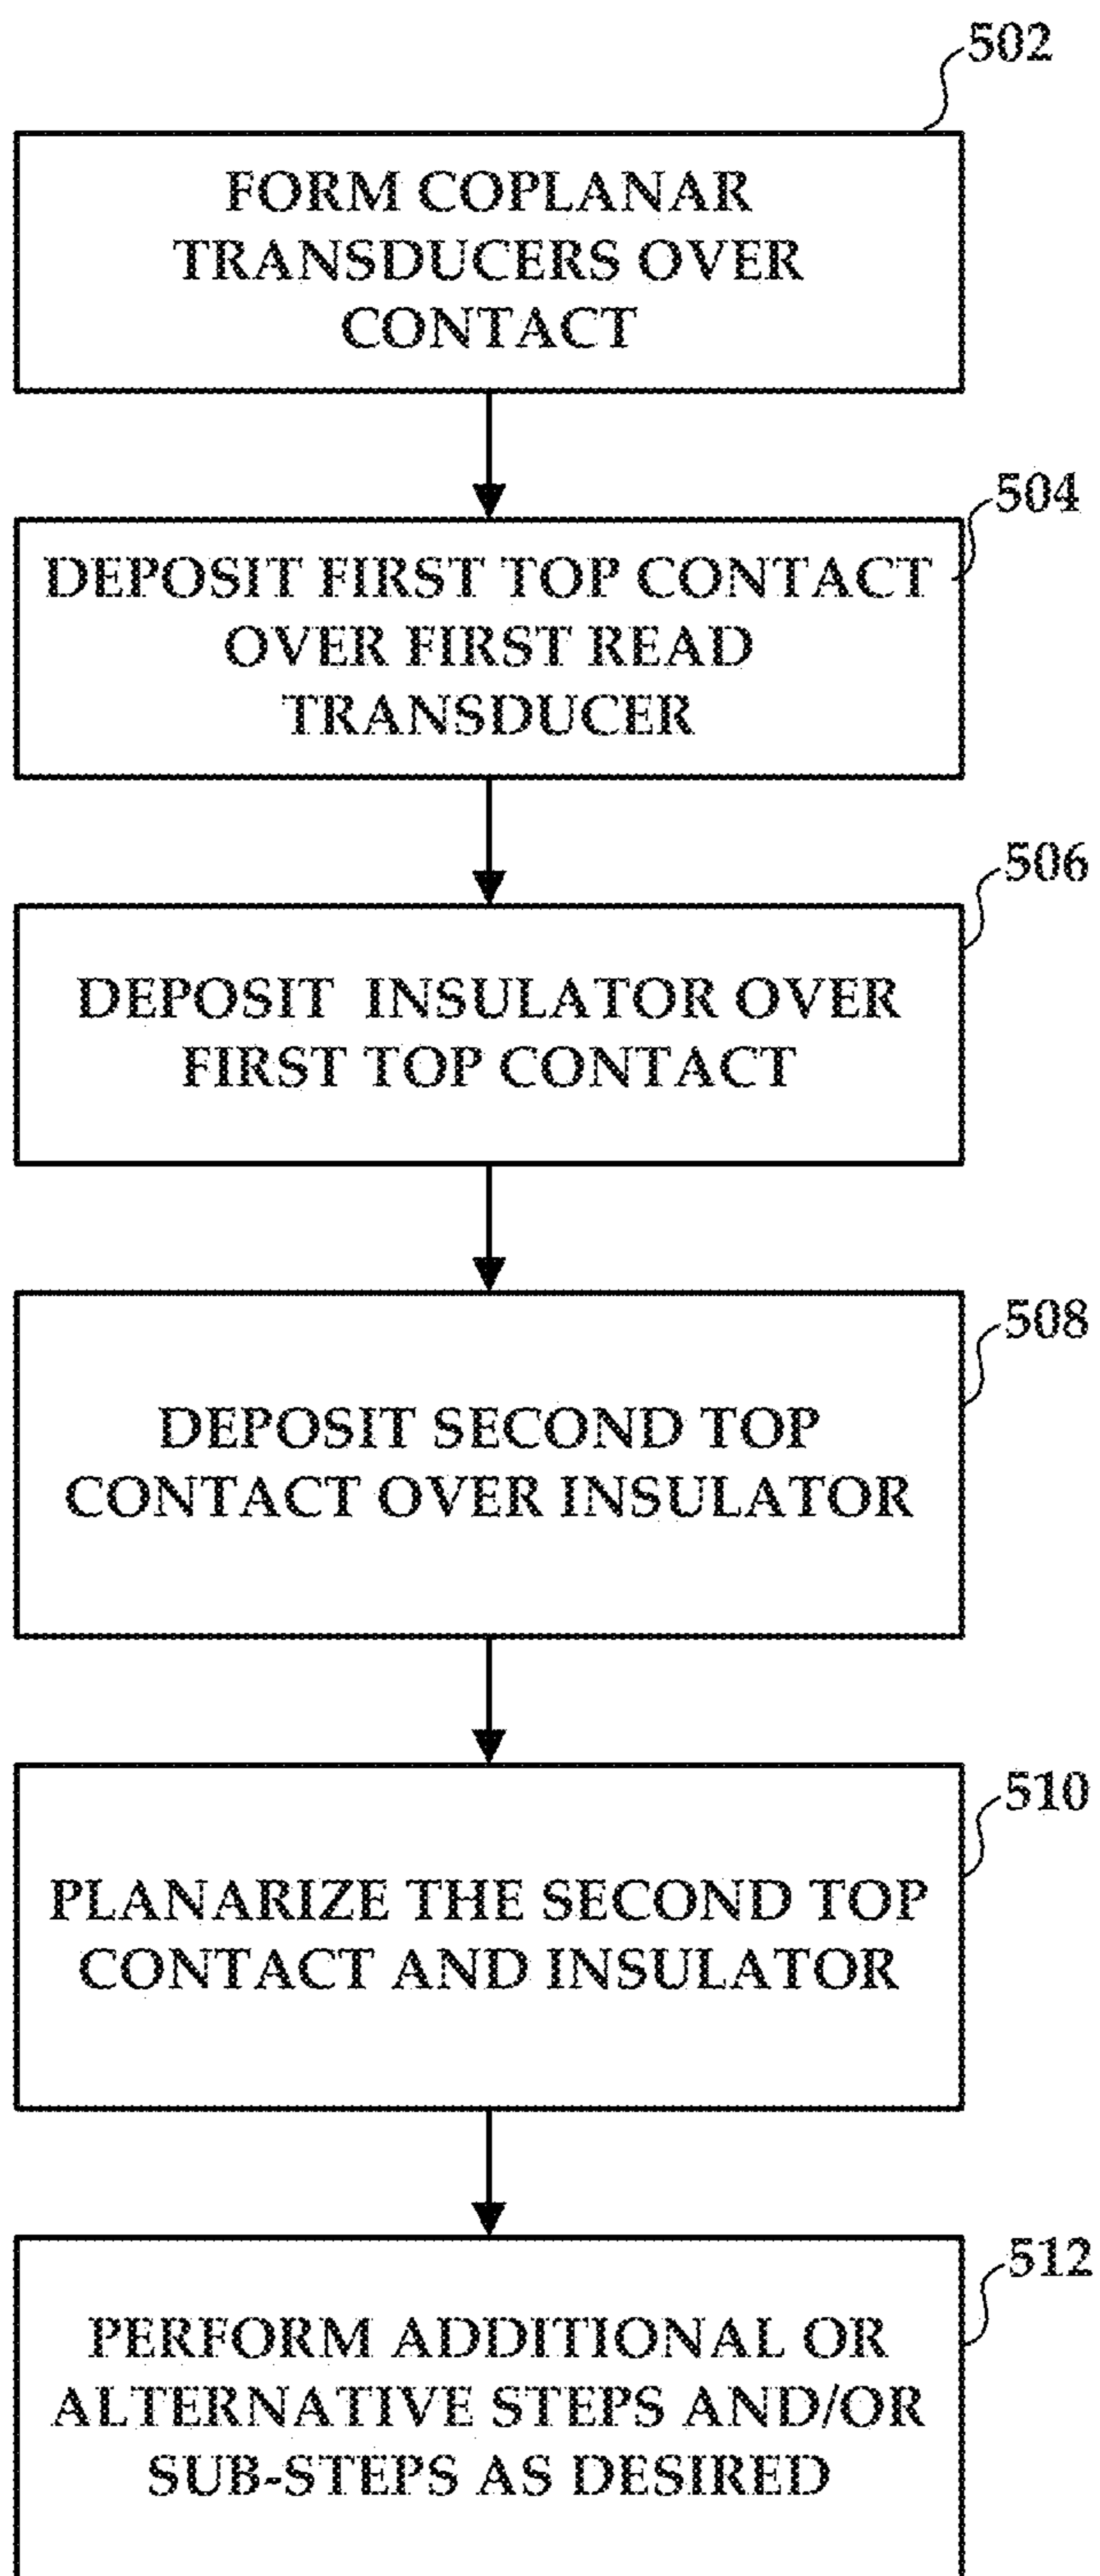 502
FORM COPLANAR
TRANSDUCERS OVER
CONTACT
504
DEPOSIT FIRST TOP CONTACT
OVER FIRST READ
TRANSDUCER
506
DEPOSIT INSULATOR OVER
FIRST TOP CONTACT
508
DEPOSIT SECOND TOP
CONTACT OVER INSULATOR
510
PLANARIZE THE SECOND TOP
CONTACT AND INSULATOR
512
PERFORM ADDITIONAL OR
ALTERNATIVE STEPS AND/OR
SUB-STEPS AS DESIRED